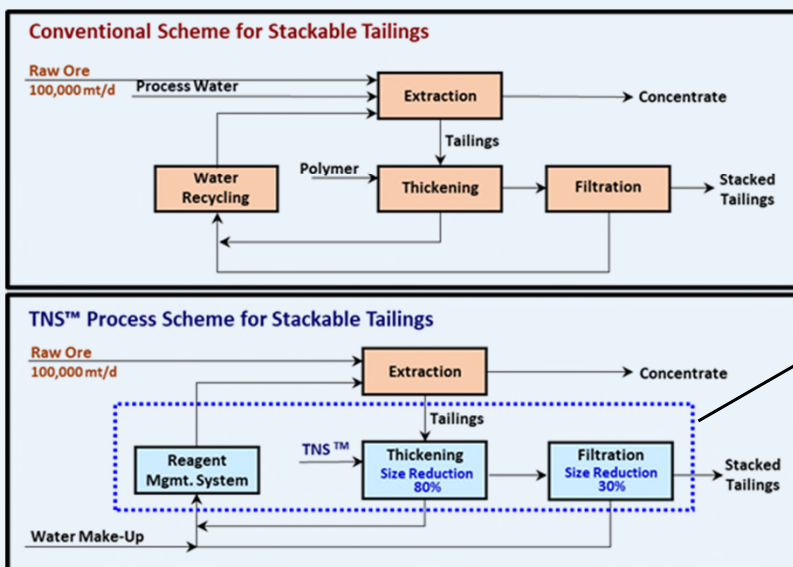 Conventional Scheme for Stackable Tailings
Raw Ore
100,000 mt/d
Process Water
Extraction
Concentrate
Tailings
Water
Recycling
Polymer
Thickening
Filtration
Stacked
Tailings
TNS™ Process Scheme for Stackable Tailings
Raw Ore
100,000 mt/d
Extraction
Concentrate
Tailings
Reagent
Mgmt. System
TNS ™
Thickening
Size Reduction
80%
Filtration
Size Reduction
30%
Stacked
Tailings
Water Make-Up